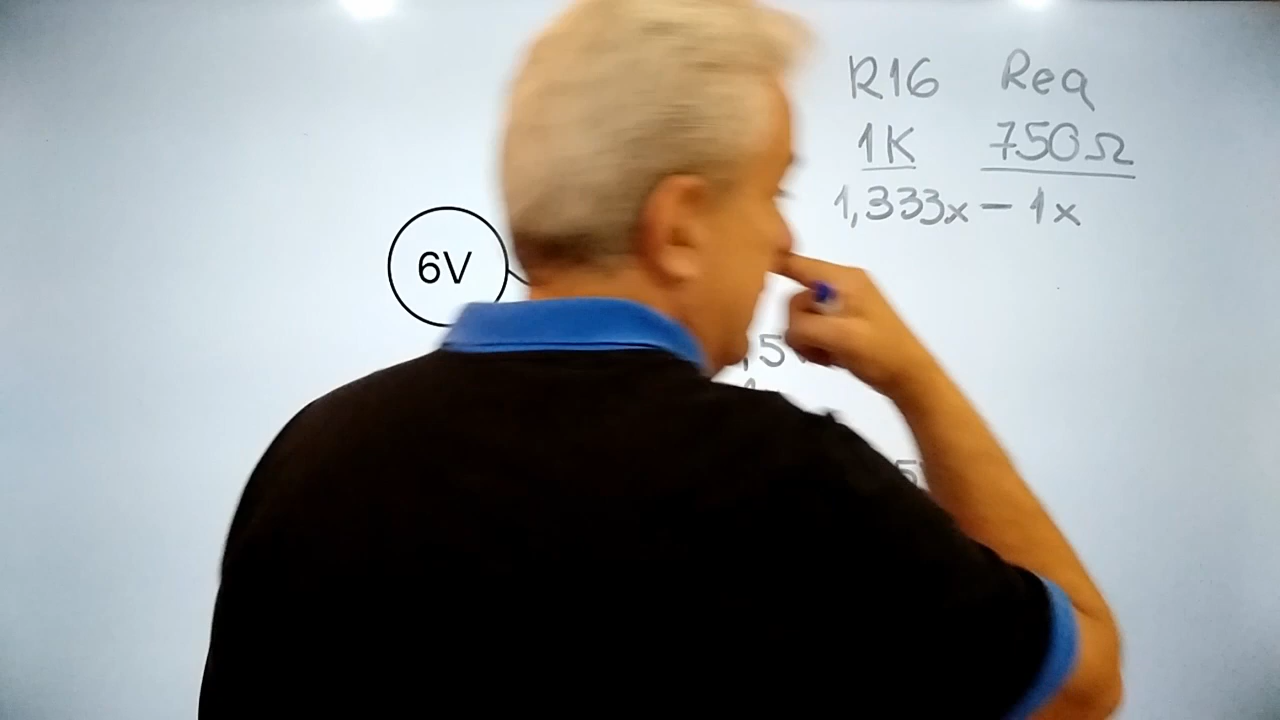 R16 Req
1K 750Ω
1,333x - 1x
6V